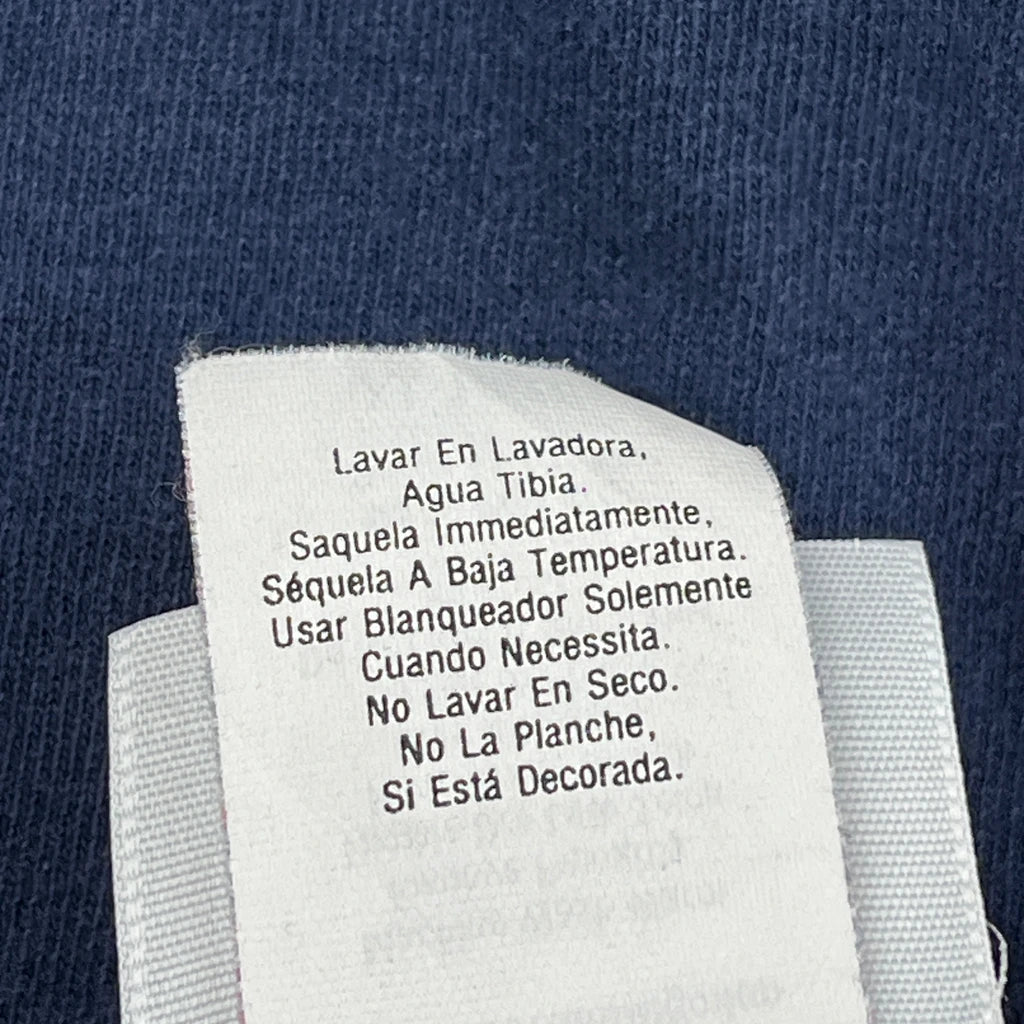 Lavar En Lavadora,
Agua Tibia.
Saquela Immediatamente,
Séquela A Baja Temperatura.
Usar Blanqueador Solemente
Cuando Necessita.
No Lavar En Seco.
No La Planche,
Si Está Decorada.